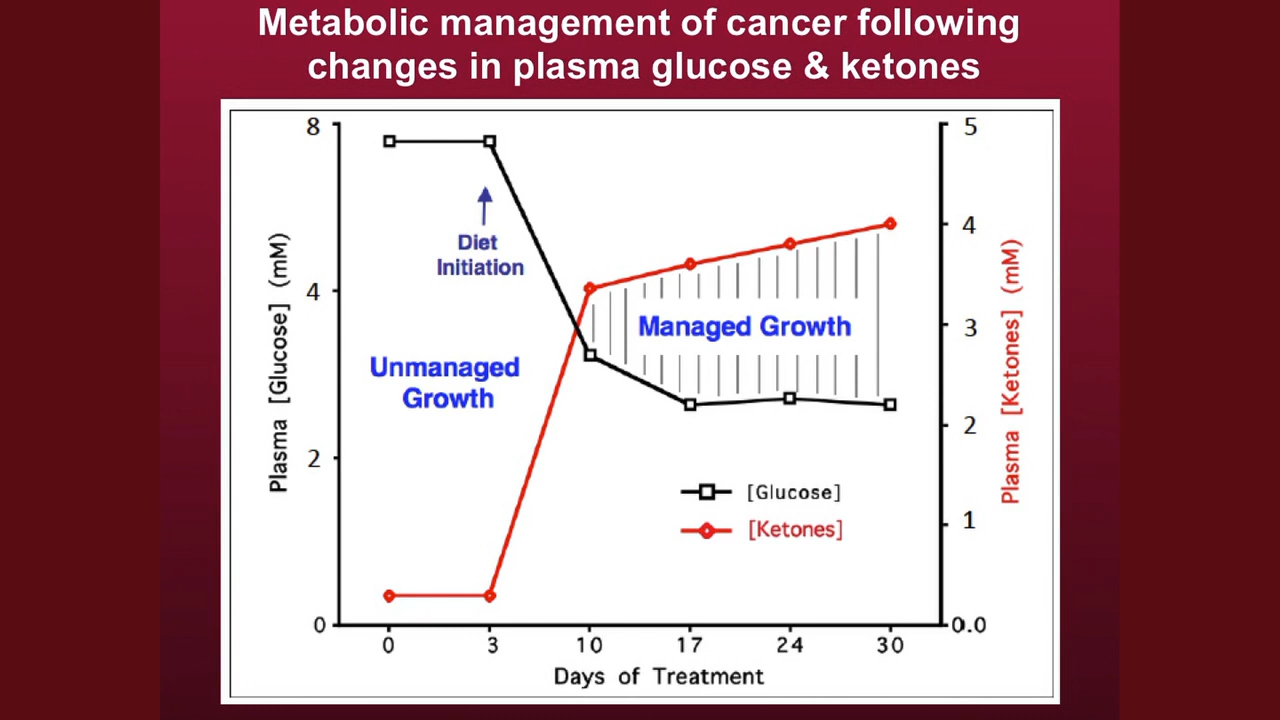 Metabolic management of cancer following
changes in plasma glucose & ketones
8
4
2
0
Plasma [Glucose] (mM)
5
4
3
2
1
0.0
Plasma [Ketones] (mM)
Diet
Initiation
Unmanaged
Growth
Managed Growth
[Glucose]
[Ketones]
0 3 10 17 24 30
Days of Treatment